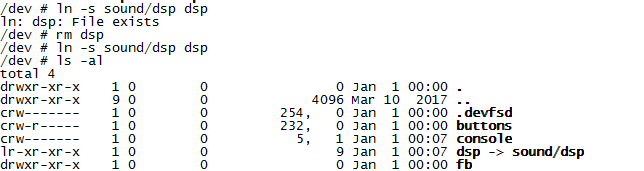 /dev # ln -s sound/dsp dsp
ln: dsp: File exists
/dev # rm dsp
/dev # ln -s sound/dsp dsp
/dev # ls -al
total 4
drwxr-xr-x 1 0 0 0 Jan 1 00:00 .
drwxr-xr-x 9 0 0 4096 Mar 10 2017 ..
crw------- 1 0 0 254, 0 Jan 1 00:00 .devfsd
crw-r----- 1 0 0 232, 0 Jan 1 00:00 buttons
crw------- 1 0 0 5, 1 Jan 1 00:07 console
lr-xr-xr-x 1 0 0 9 Jan 1 00:07 dsp -> sound/dsp
drwxr-xr-x 1 0 0 0 Jan 1 00:00 fb